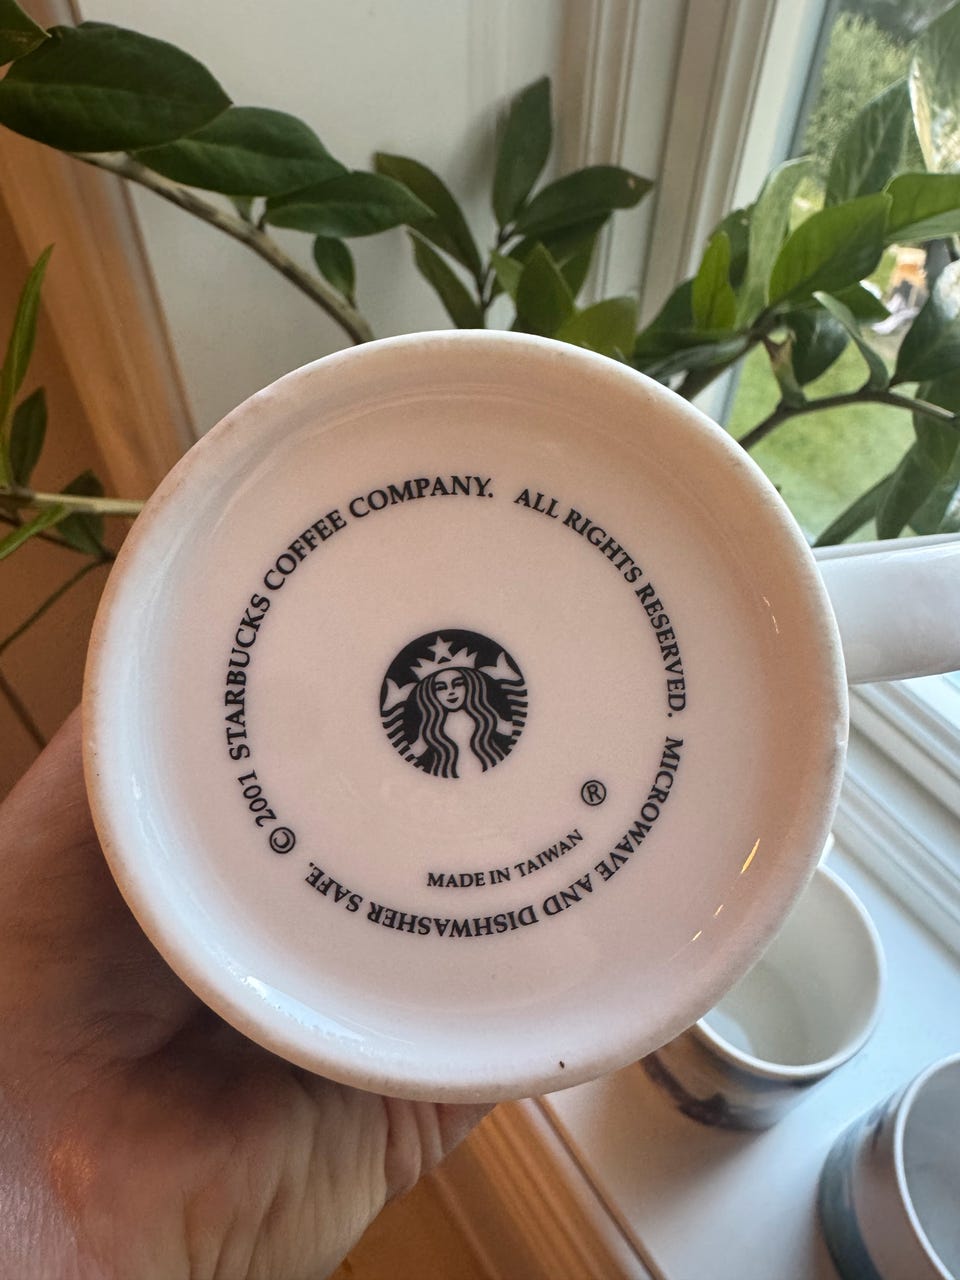 © 2001 STARBUCKS COFFEE COMPANY. ALL RIGHTS RESERVED. MICROWAVE AND DISHWASHER SAFE.
®
MADE IN TAIWAN